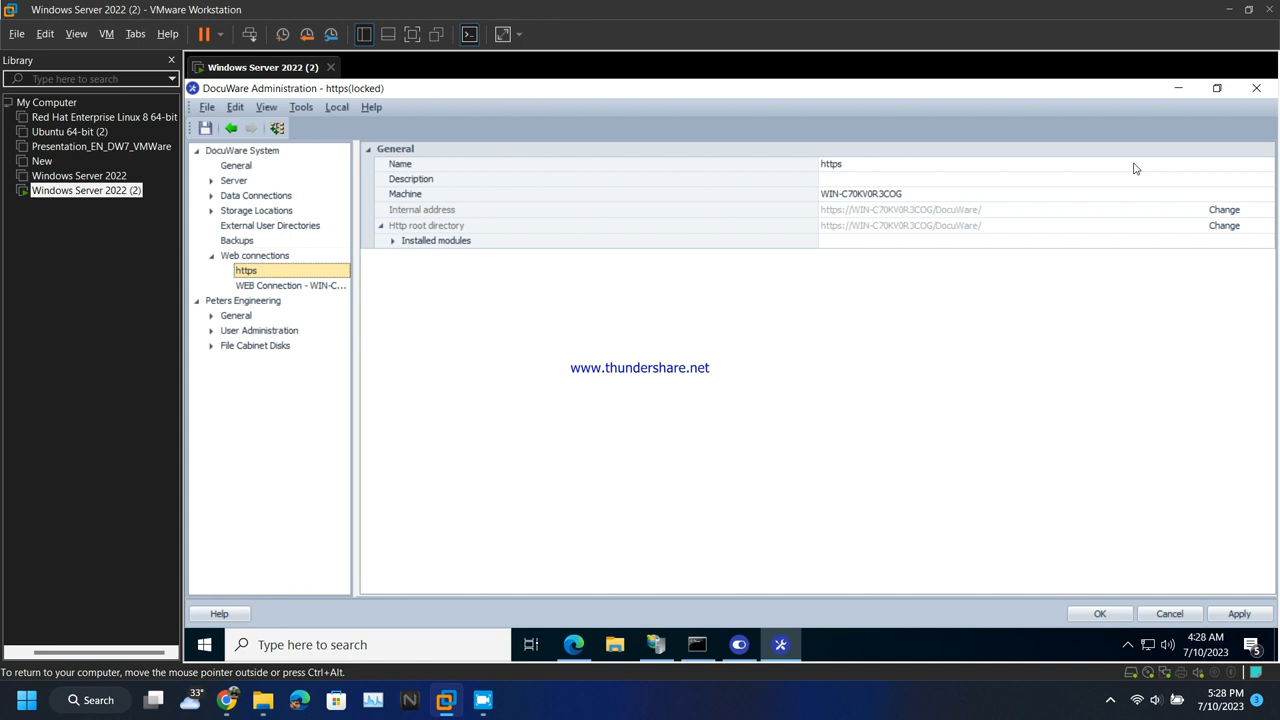 Windows Server 2022 (2) - VMware Workstation
File Edit View VM Tabs Help
Library
Type here to search
My Computer
Red Hat Enterprise Linux 8 64-bit
Ubuntu 64-bit (2)
Presentation_EN_DW7_VMWare
New
Windows Server 2022
Windows Server 2022 (2)
Windows Server 2022 (2)
DocuWare Administration - https(locked)
File Edit View Tools Local Help
DocuWare System
General
Server
Data Connections
Storage Locations
External User Directories
Backups
Web connections
https
WEB Connection - WIN-C...
Peters Engineering
General
User Administration
File Cabinet Disks
General
Name https
Description
Machine WIN-C70KV0R3COG
Internal address https://WIN-C70KV0R3COG/DocuWare/ Change
Http root directory https://WIN-C70KV0R3COG/DocuWare/ Change
Installed modules
www.thundershare.net
Help OK Cancel Apply
Type here to search
4:28 AM
7/10/2023
5
To return to your computer, move the mouse pointer outside or press Ctrl+Alt.
Search
33°
5:28 PM
7/10/2023
3